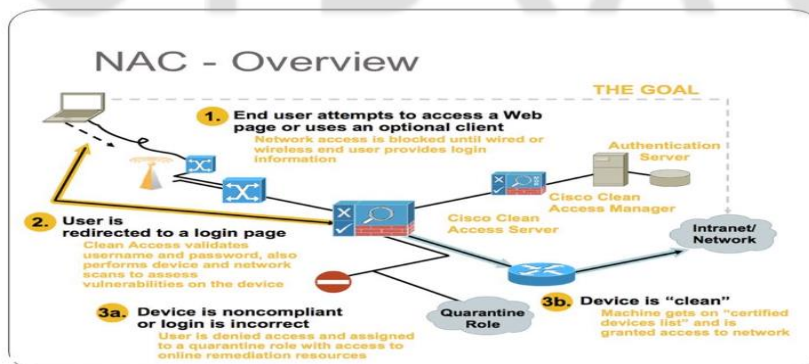 NAC - Overview
THE GOAL
1. End user attempts to access a Web
page or uses an optional client
Network access is blocked until wired or
wireless end user provides login
information
Authentication
Server
Cisco Clean
Access Manager
Cisco Clean
Access Server
Intranet/
Network
2. User is
redirected to a login page
Clean Access validates
username and password, also
performs device and network
scans to assess
vulnerabilities on the device
3a. Device is noncompliant
or login is incorrect
User is denied access and assigned
to a quarantine role with access to
online remediation resources
Quarantine
Role
3b. Device is “clean”
Machine gets on “certified
devices list” and is
granted access to network